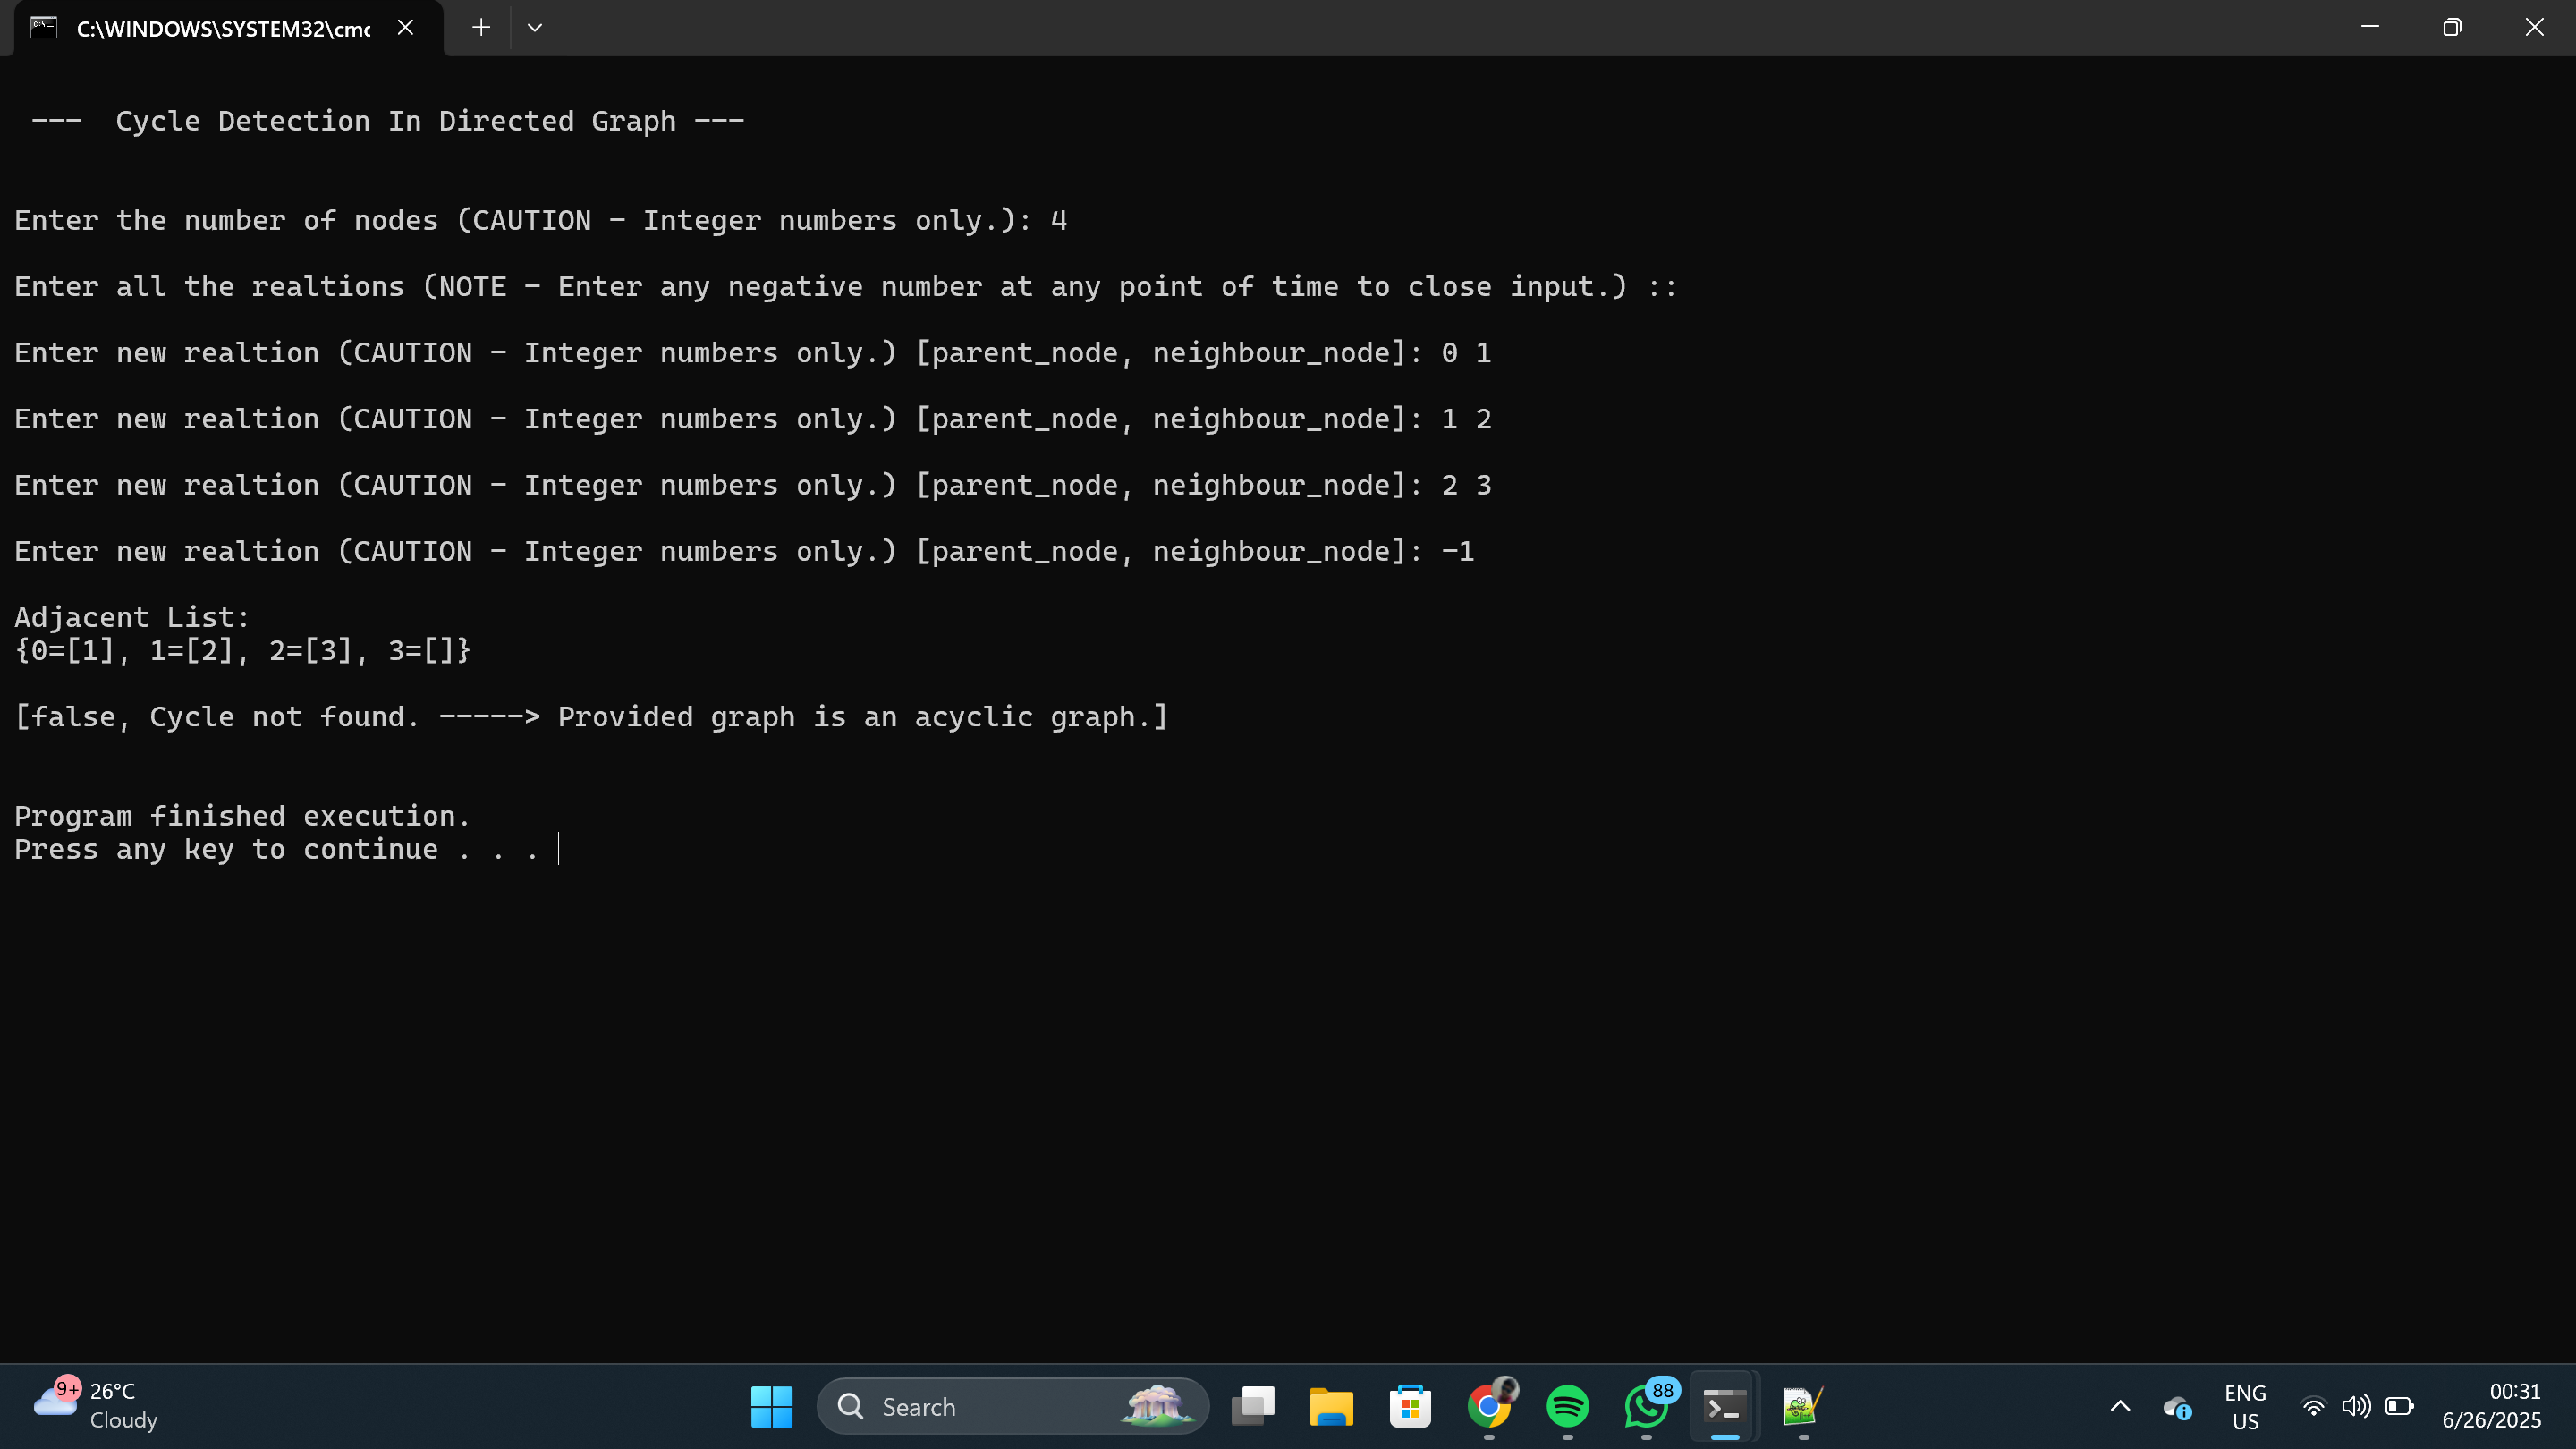 C:\WINDOWS\SYSTEM32\cmc
---  Cycle Detection In Directed Graph ---
Enter the number of nodes (CAUTION - Integer numbers only.): 4
Enter all the realtions (NOTE - Enter any negative number at any point of time to close input.) ::
Enter new realtion (CAUTION - Integer numbers only.) [parent_node, neighbour_node]: 0 1
Enter new realtion (CAUTION - Integer numbers only.) [parent_node, neighbour_node]: 1 2
Enter new realtion (CAUTION - Integer numbers only.) [parent_node, neighbour_node]: 2 3
Enter new realtion (CAUTION - Integer numbers only.) [parent_node, neighbour_node]: -1
Adjacent List:
{0=[1], 1=[2], 2=[3], 3=[]}
[false, Cycle not found. -----> Provided graph is an acyclic graph.]
Program finished execution.
Press any key to continue . . .
9+
26°C
Cloudy
Search
88
ENG
US
00:31
6/26/2025